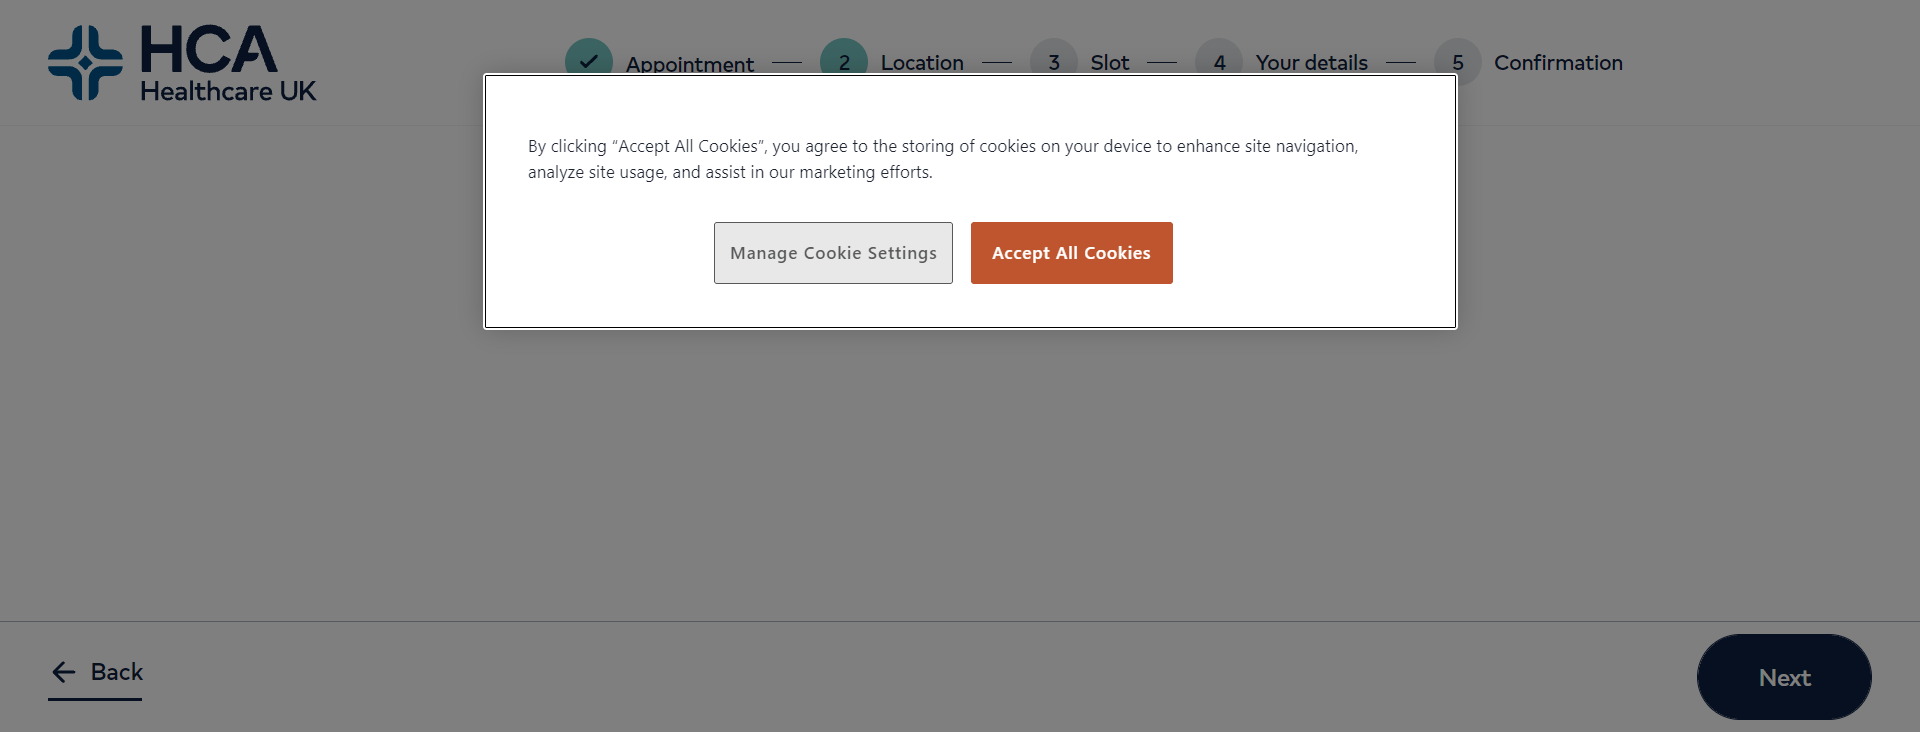 HCA
Healthcare UK
Appointment
2 Location
3 Slot
4 Your details
5 Confirmation
By clicking “Accept All Cookies”, you agree to the storing of cookies on your device to enhance site navigation,
analyze site usage, and assist in our marketing efforts.
Manage Cookie Settings
Accept All Cookies
Back
Next